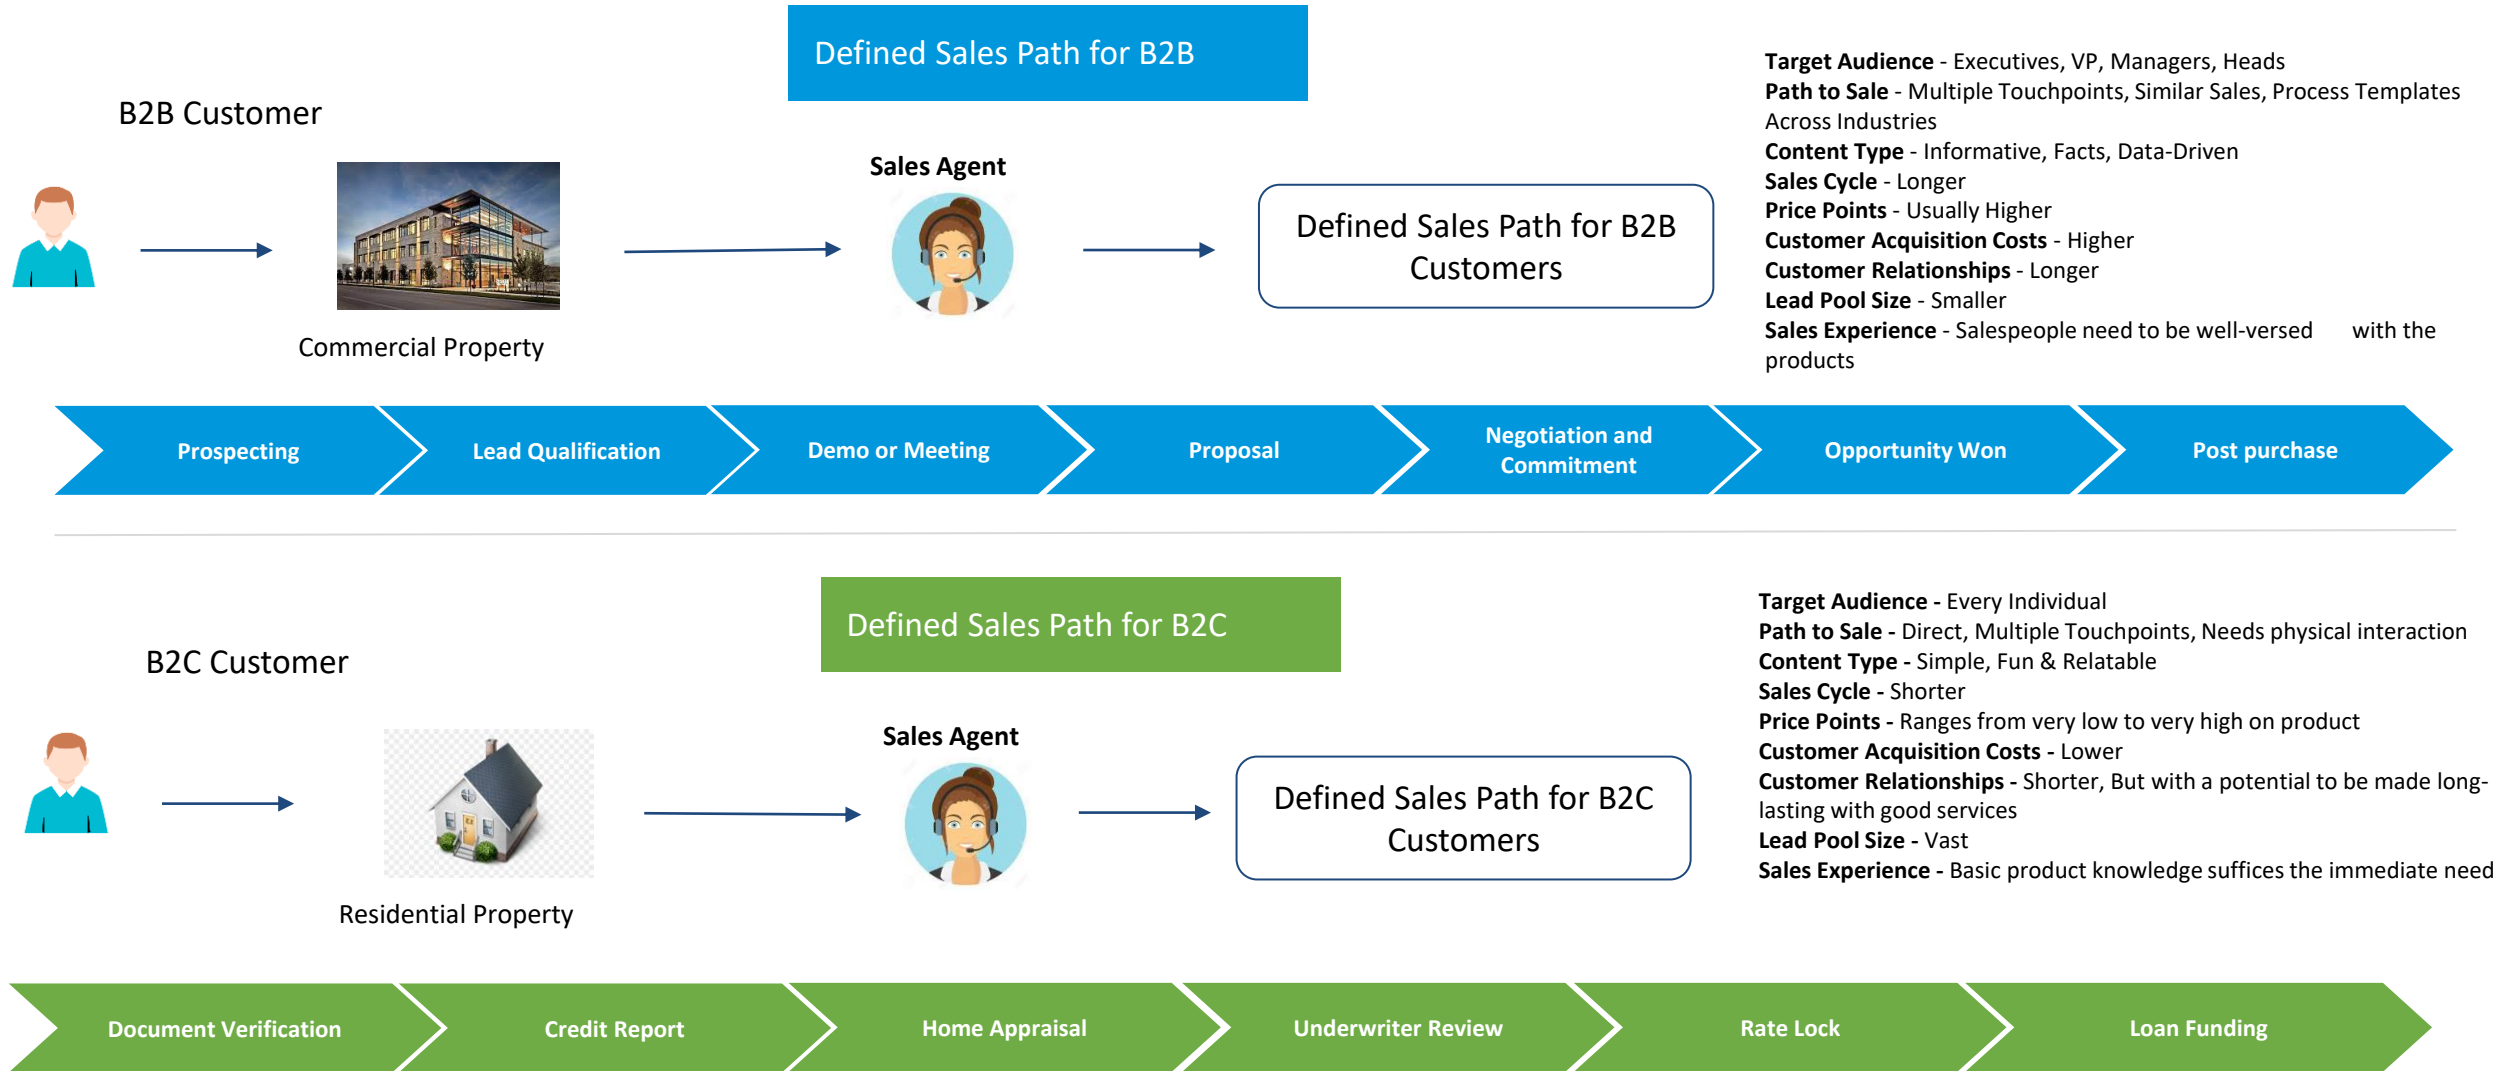 Defined Sales Path for B2B
B2B Customer
Commercial Property
Sales Agent
Defined Sales Path for B2B
Customers
Target Audience - Executives, VP, Managers, Heads
Path to Sale - Multiple Touchpoints, Similar Sales, Process Templates
Across Industries
Content Type - Informative, Facts, Data-Driven
Sales Cycle - Longer
Price Points - Usually Higher
Customer Acquisition Costs - Higher
Customer Relationships - Longer
Lead Pool Size - Smaller
Sales Experience - Salespeople need to be well-versed with the
products
Prospecting
Lead Qualification
Demo or Meeting
Proposal
Negotiation and
Commitment
Opportunity Won
Post purchase
Defined Sales Path for B2C
B2C Customer
Residential Property
Sales Agent
Defined Sales Path for B2C
Customers
Target Audience - Every Individual
Path to Sale - Direct, Multiple Touchpoints, Needs physical interaction
Content Type - Simple, Fun & Relatable
Sales Cycle - Shorter
Price Points - Ranges from very low to very high on product
Customer Acquisition Costs - Lower
Customer Relationships - Shorter, But with a potential to be made long-
lasting with good services
Lead Pool Size - Vast
Sales Experience - Basic product knowledge suffices the immediate need
Document Verification
Credit Report
Home Appraisal
Underwriter Review
Rate Lock
Loan Funding